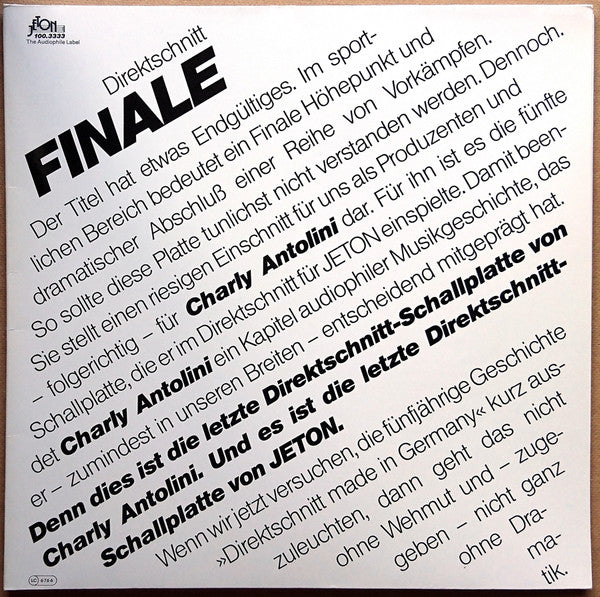 JETON
100.3333
The Audiophile Label
Direktschnitt
FINALE
Der Titel hat etwas Endgültiges. Im sport-
lichen Bereich bedeutet ein Finale Höhepunkt und
dramatischer Abschluß einer Reihe von Vorkämpfen.
So sollte diese Platte tunlichst nicht verstanden werden. Dennoch.
Sie stellt einen riesigen Einschnitt für uns als Produzenten und
– folgerichtig – für Charly Antolini dar. Für ihn ist es die fünfte
Schallplatte, die er im Direktschnitt für JETON einspielte. Damit been-
det Charly Antolini ein Kapitel audiophiler Musikgeschichte, das
er – zumindest in unseren Breiten – entscheidend mitgeprägt hat.
Denn dies ist die letzte Direktschnitt-Schallplatte von
Charly Antolini. Und es ist die letzte Direktschnitt-
Schallplatte von JETON.
Wenn wir jetzt versuchen, die fünfjährige Geschichte
»Direktschnitt made in Germany« kurz aus-
zuleuchten, dann geht das nicht
ohne Wehmut und – zuge-
geben – nicht ganz
ohne Dra-
ma-
tik.
LC 6766